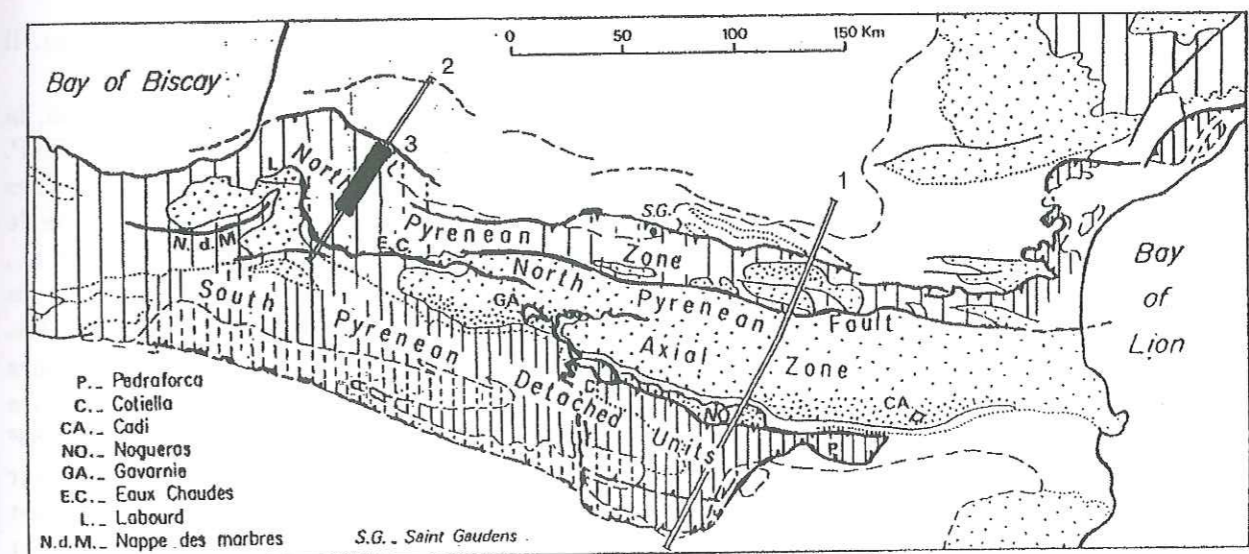 0 50 100 150 Km
Bay of Biscay
2
3
1
L
North
S.G.
N. d. M.
Pyrenean
E.C.
Zone
North
Pyrenean
Fault
South
GA
Pyrenean
Axial
Zone
Detached
C
Units
NO
CA
P
Bay
of
Lion
P._ Pedraforca
C._ Cotiella
CA._ Cadi
NO._ Nogueras
GA._ Gavarnie
E.C._ Eaux Chaudes
L._ Labourd
N.d.M._ Nappe des marbres
S.G._ Saint Gaudens